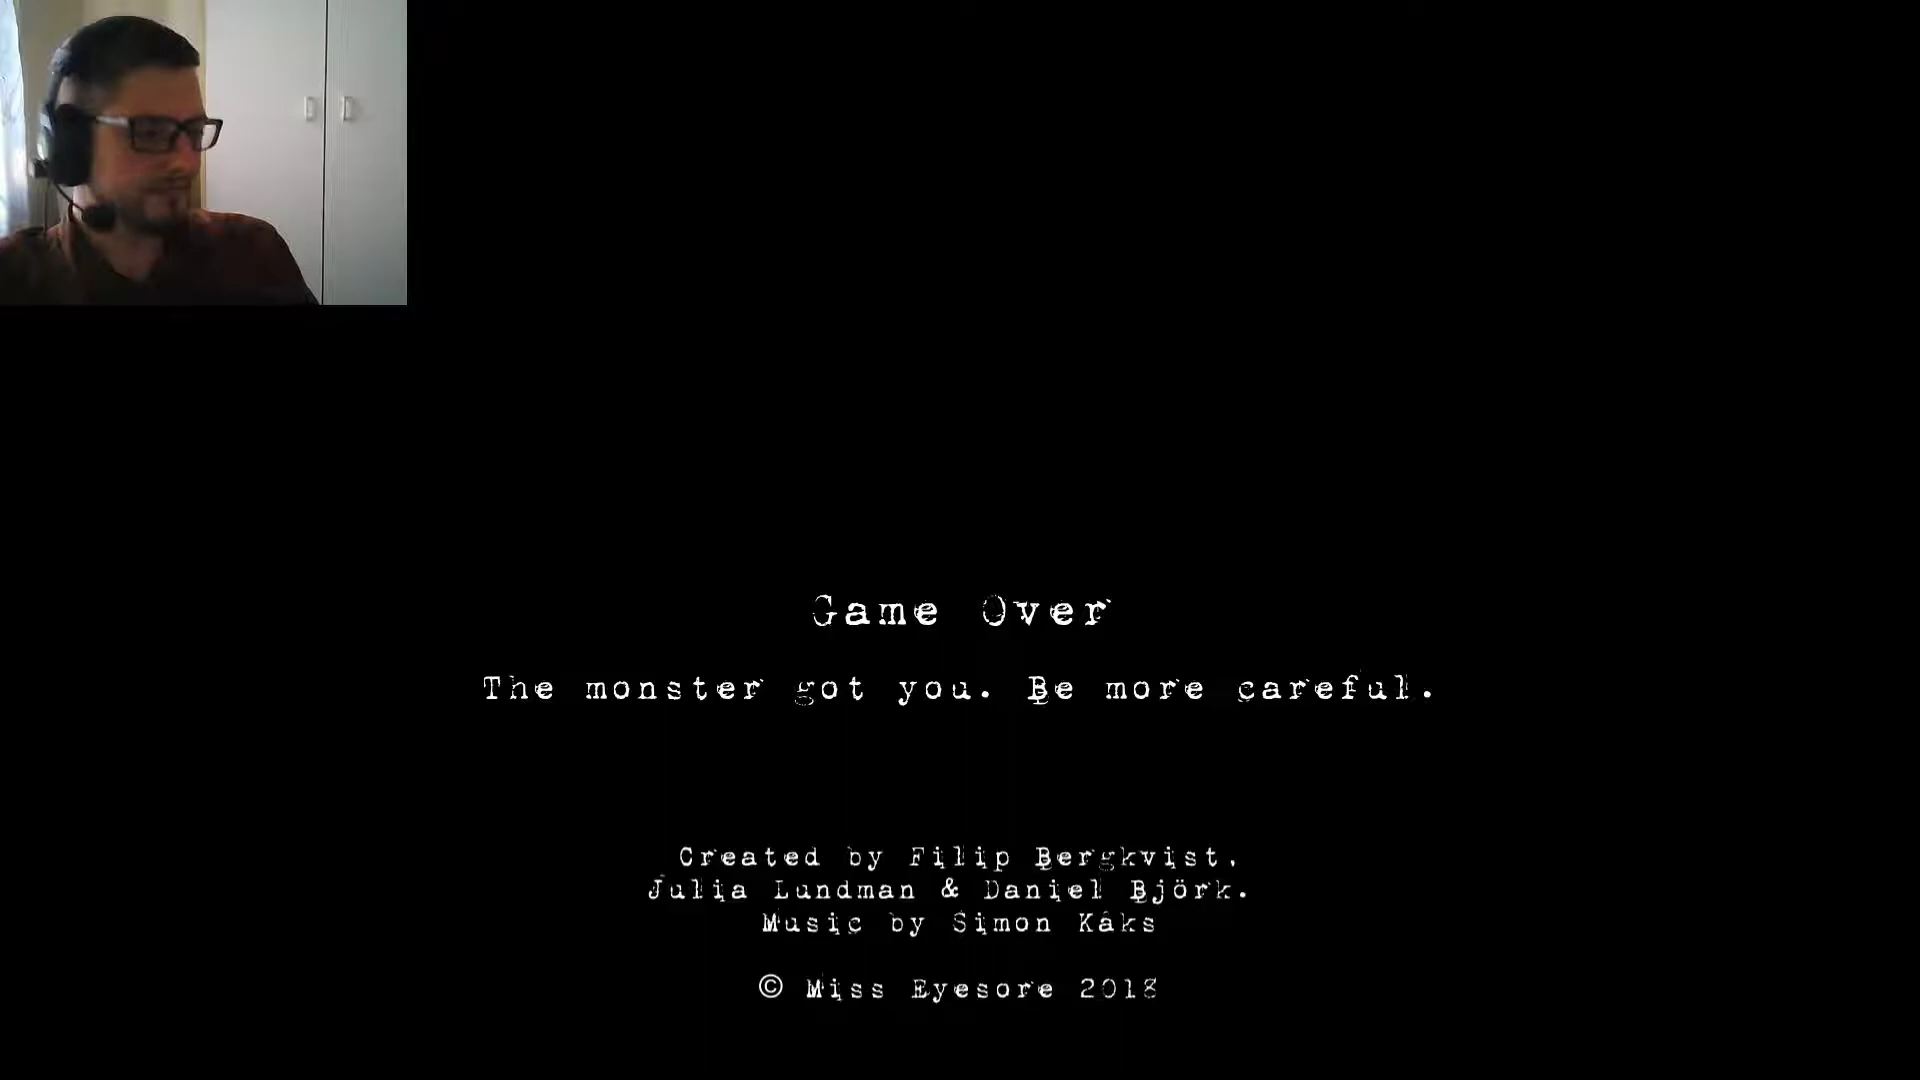 Game Over
The monster got you. Be more careful.
Created by Filip Bergkvist,
Julia Lundman & Daniel Björk.
Music by Simon Kåks
© Miss Eyesore 2018